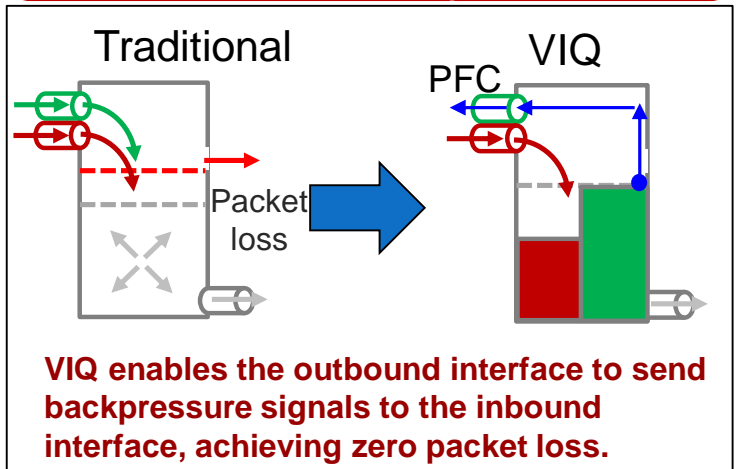 Traditional
VIQ
PFC
Packet
loss
VIQ enables the outbound interface to send
backpressure signals to the inbound
interface, achieving zero packet loss.